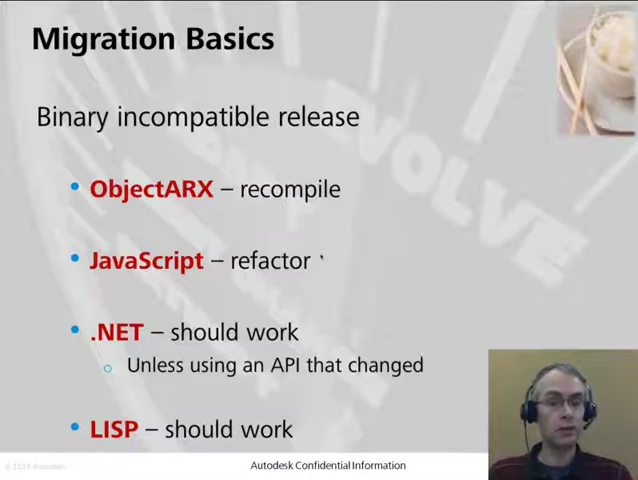 Migration Basics
Binary incompatible release
EVOLVE
• ObjectARX – recompile
• JavaScript – refactor
• .NET – should work
○ Unless using an API that changed
• LISP – should work
Autodesk Confidential Information